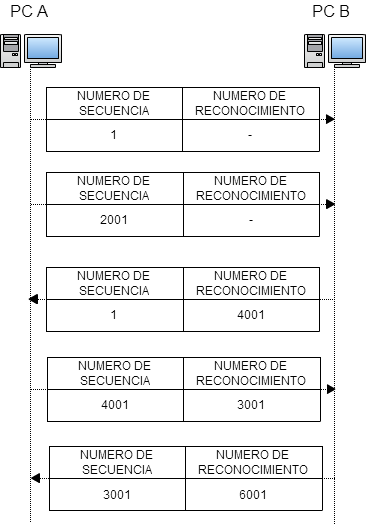 PC A
PC B
NUMERO DE SECUENCIA
NUMERO DE RECONOCIMIENTO
1
-
NUMERO DE SECUENCIA
NUMERO DE RECONOCIMIENTO
2001
-
NUMERO DE SECUENCIA
NUMERO DE RECONOCIMIENTO
1
4001
NUMERO DE SECUENCIA
NUMERO DE RECONOCIMIENTO
4001
3001
NUMERO DE SECUENCIA
NUMERO DE RECONOCIMIENTO
3001
6001